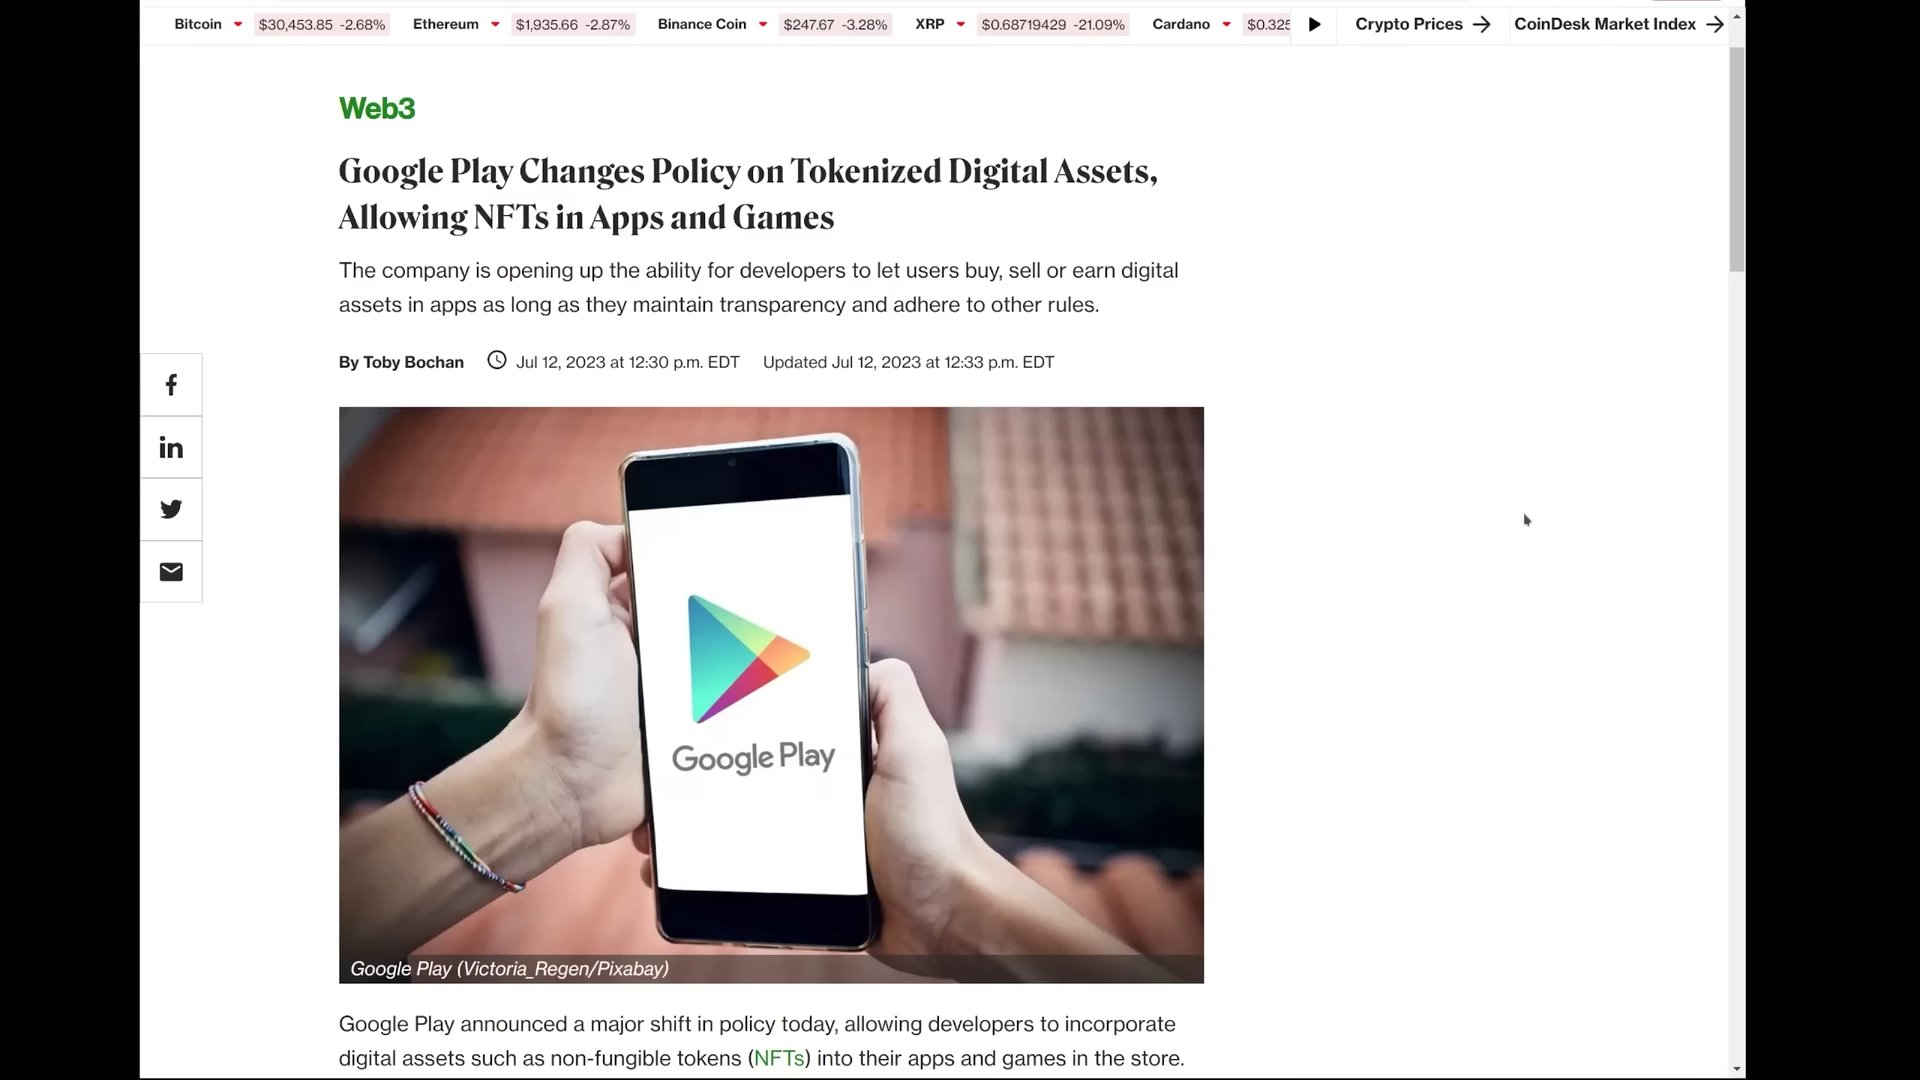 Bitcoin $30,453.85 -2.68% Ethereum $1,935.66 -2.87% Binance Coin $247.67 -3.28% XRP $0.68719429 -21.09% Cardano $0.325 Crypto Prices → CoinDesk Market Index →
Web3
Google Play Changes Policy on Tokenized Digital Assets,
Allowing NFTs in Apps and Games
The company is opening up the ability for developers to let users buy, sell or earn digital
assets in apps as long as they maintain transparency and adhere to other rules.
By Toby Bochan Jul 12, 2023 at 12:30 p.m. EDT Updated Jul 12, 2023 at 12:33 p.m. EDT
f
in
Google Play
Google Play (Victoria_Regen/Pixabay)
Google Play announced a major shift in policy today, allowing developers to incorporate
digital assets such as non-fungible tokens (NFTs) into their apps and games in the store.